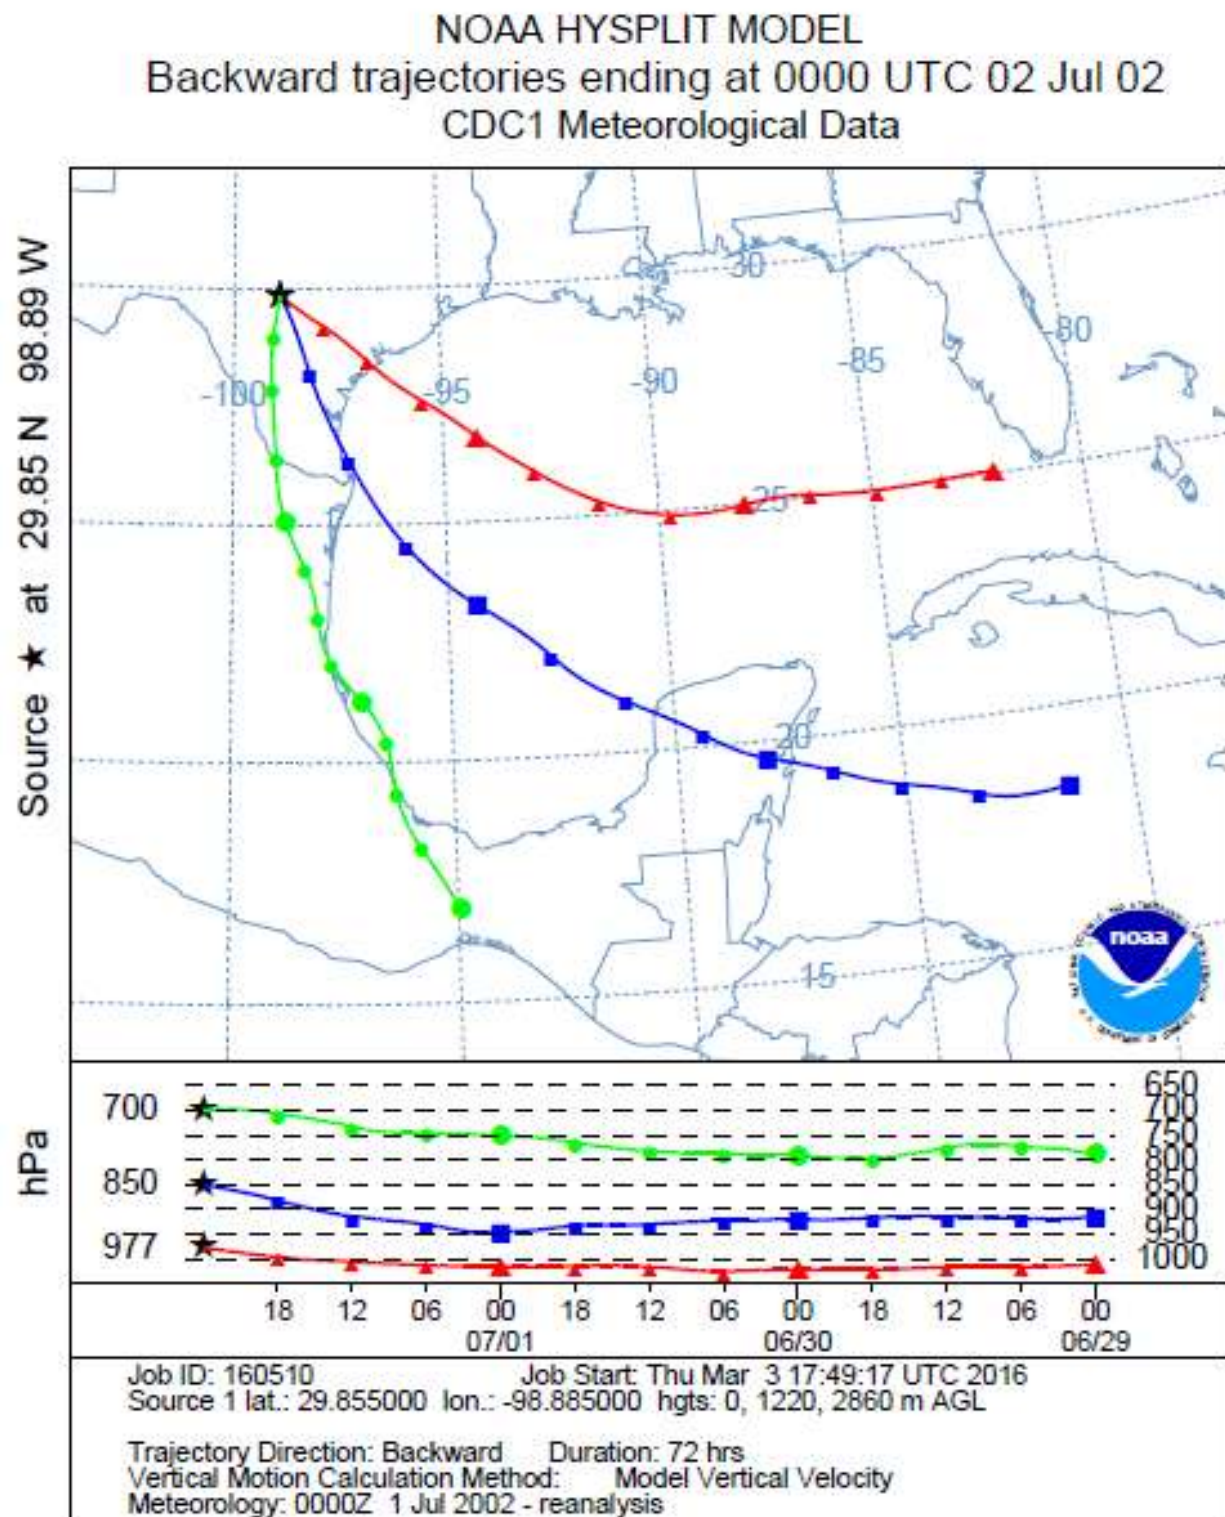 NOAA HYSPLIT MODEL
Backward trajectories ending at 0000 UTC 02 Jul 02
CDC1 Meteorological Data
Source ★ at 29.85 N 98.89 W
-100
-95
-90
-85
-80
30
25
20
15
noaa
hPa
700
850
977
650
700
750
800
850
900
950
1000
18 12 06 00 18 12 06 00 18 12 06 00
07/01 06/30 06/29
Job ID: 160510 Job Start: Thu Mar 3 17:49:17 UTC 2016
Source 1 lat.: 29.855000 lon.: -98.885000 hgts: 0, 1220, 2860 m AGL
Trajectory Direction: Backward Duration: 72 hrs
Vertical Motion Calculation Method: Model Vertical Velocity
Meteorology: 0000Z 1 Jul 2002 - reanalysis